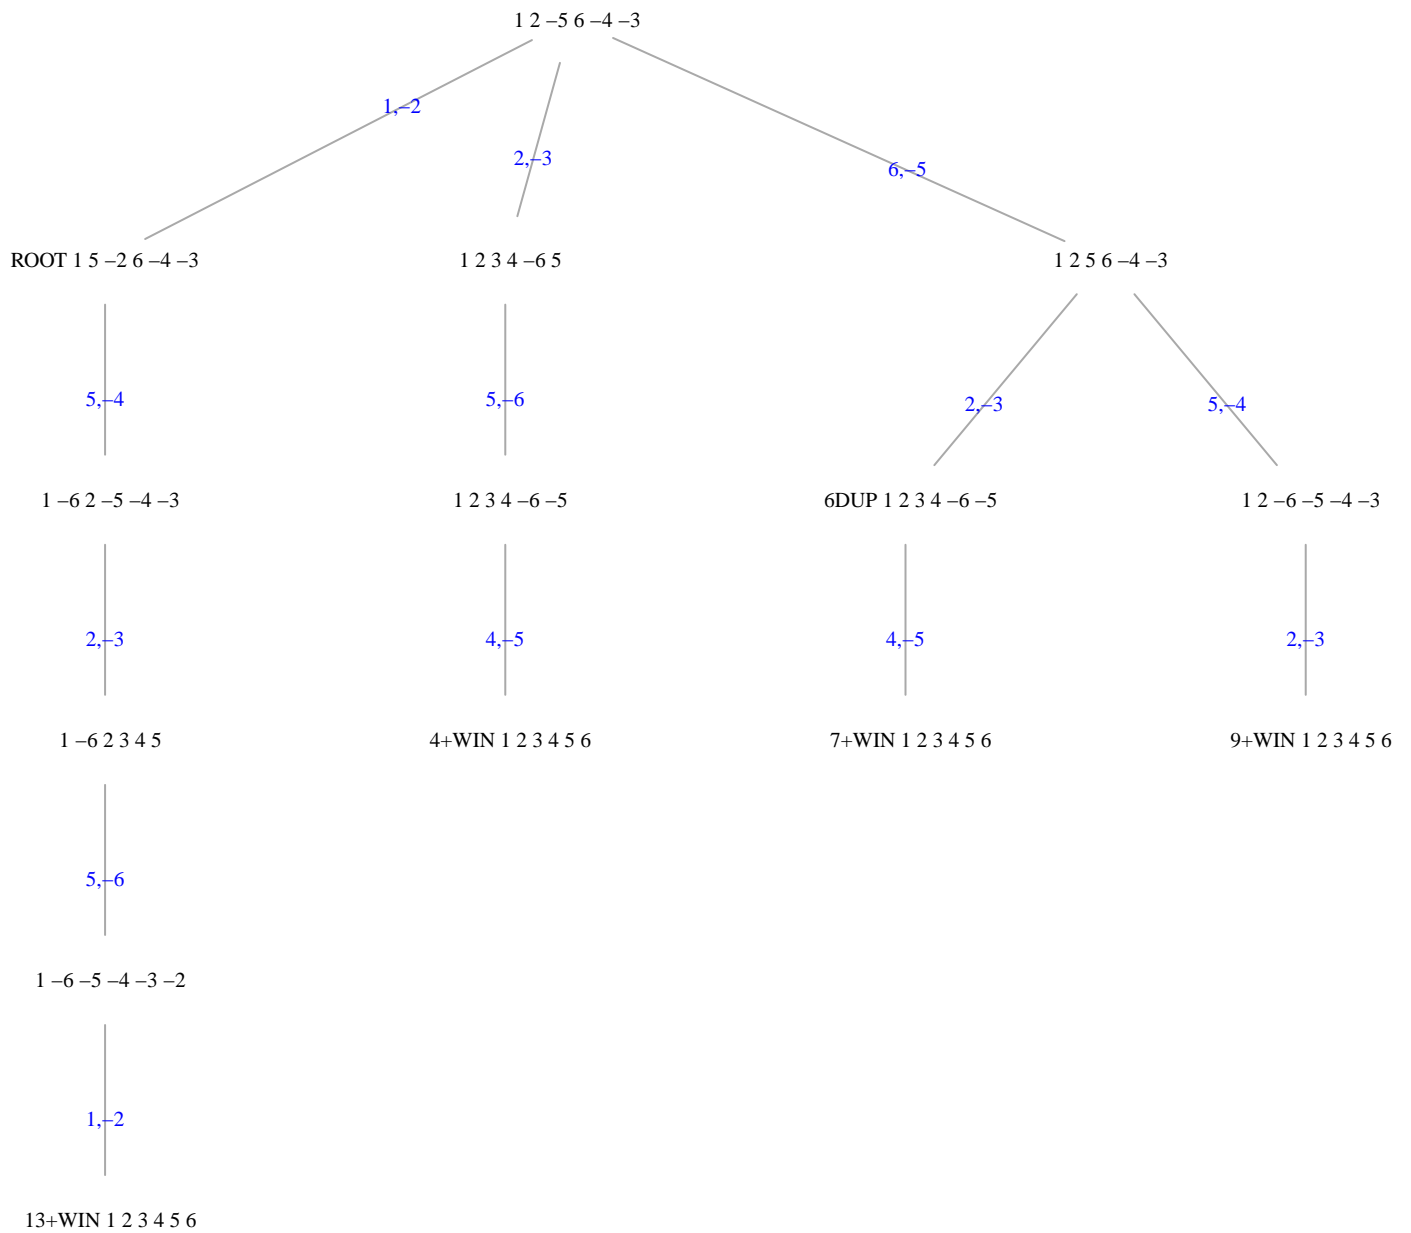 1 2 –5 6 –4 –3
1,–2
2,–3
6,–5
ROOT 1 5 –2 6 –4 –3
1 2 3 4 –6 5
1 2 5 6 –4 –3
5,–4
5,–6
2,–3
5,–4
1 –6 2 –5 –4 –3
1 2 3 4 –6 –5
6DUP 1 2 3 4 –6 –5
1 2 –6 –5 –4 –3
2,–3
4,–5
4,–5
2,–3
1 –6 2 3 4 5
4+WIN 1 2 3 4 5 6
7+WIN 1 2 3 4 5 6
9+WIN 1 2 3 4 5 6
5,–6
1 –6 –5 –4 –3 –2
1,–2
13+WIN 1 2 3 4 5 6